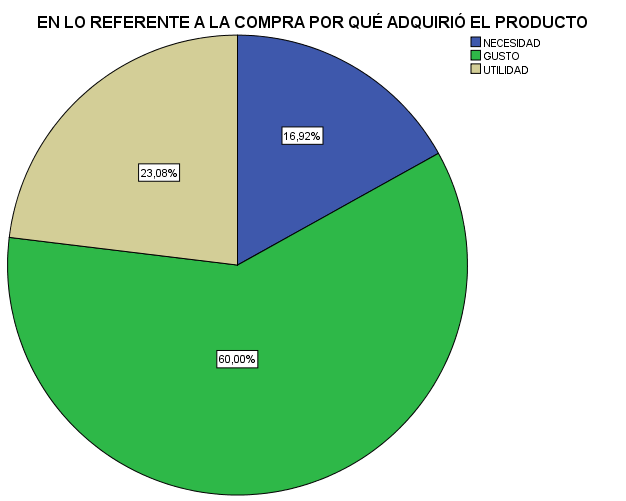 EN LO REFERENTE A LA COMPRA POR QUÉ ADQUIRIÓ EL PRODUCTO
NECESIDAD
GUSTO
UTILIDAD
16,92%
23,08%
60,00%